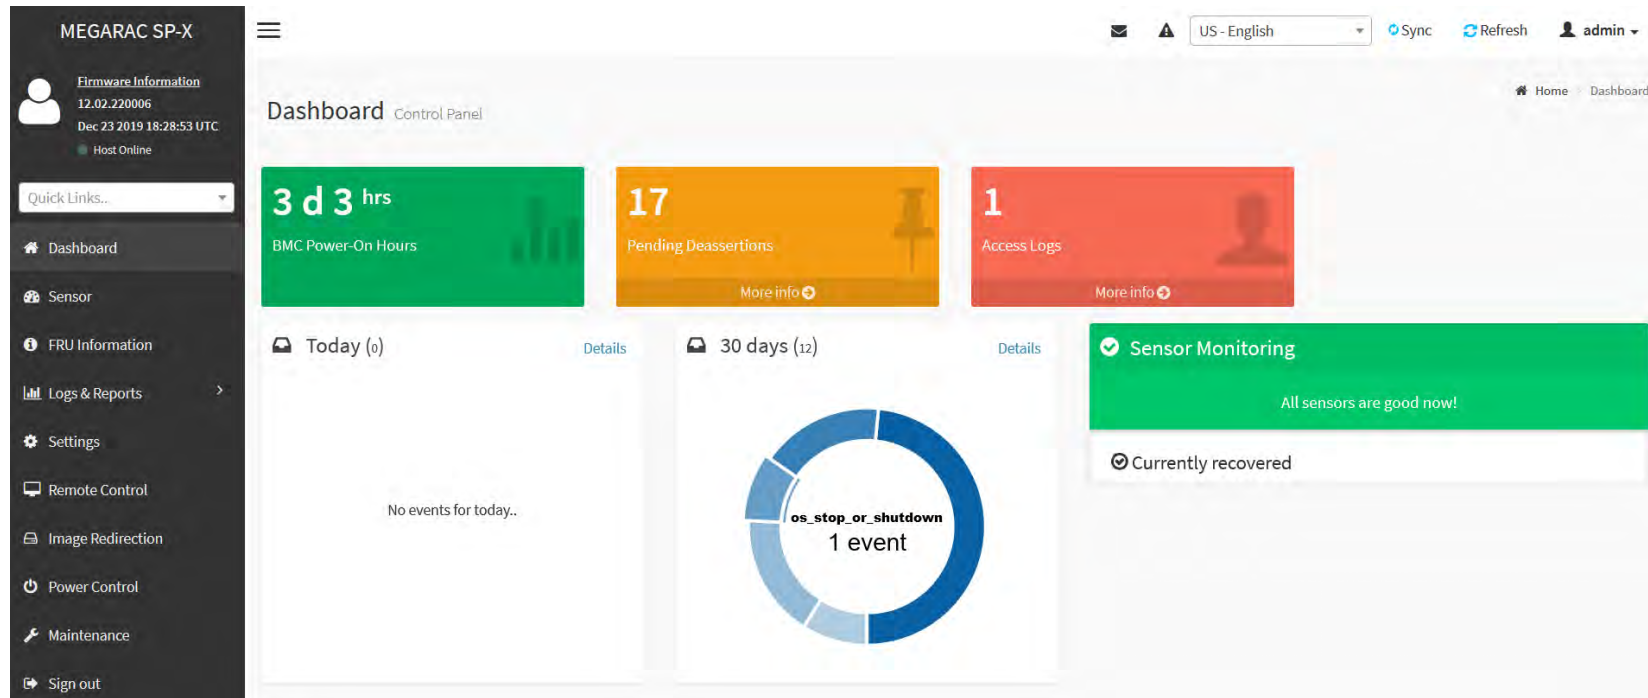 MEGARAC SP-X
US - English
Sync
Refresh
admin
Firmware Information
12.02.220006
Dec 23 2019 18:28:53 UTC
Host Online
Quick Links..
Dashboard
Sensor
FRU Information
Logs & Reports
Settings
Remote Control
Image Redirection
Power Control
Maintenance
Sign out
Dashboard Control Panel
Home Dashboard
3 d 3 hrs
BMC Power-On Hours
17
Pending Deassertions
More info
1
Access Logs
More info
Today (0)
Details
No events for today..
30 days (12)
Details
os_stop_or_shutdown
1 event
Sensor Monitoring
All sensors are good now!
Currently recovered